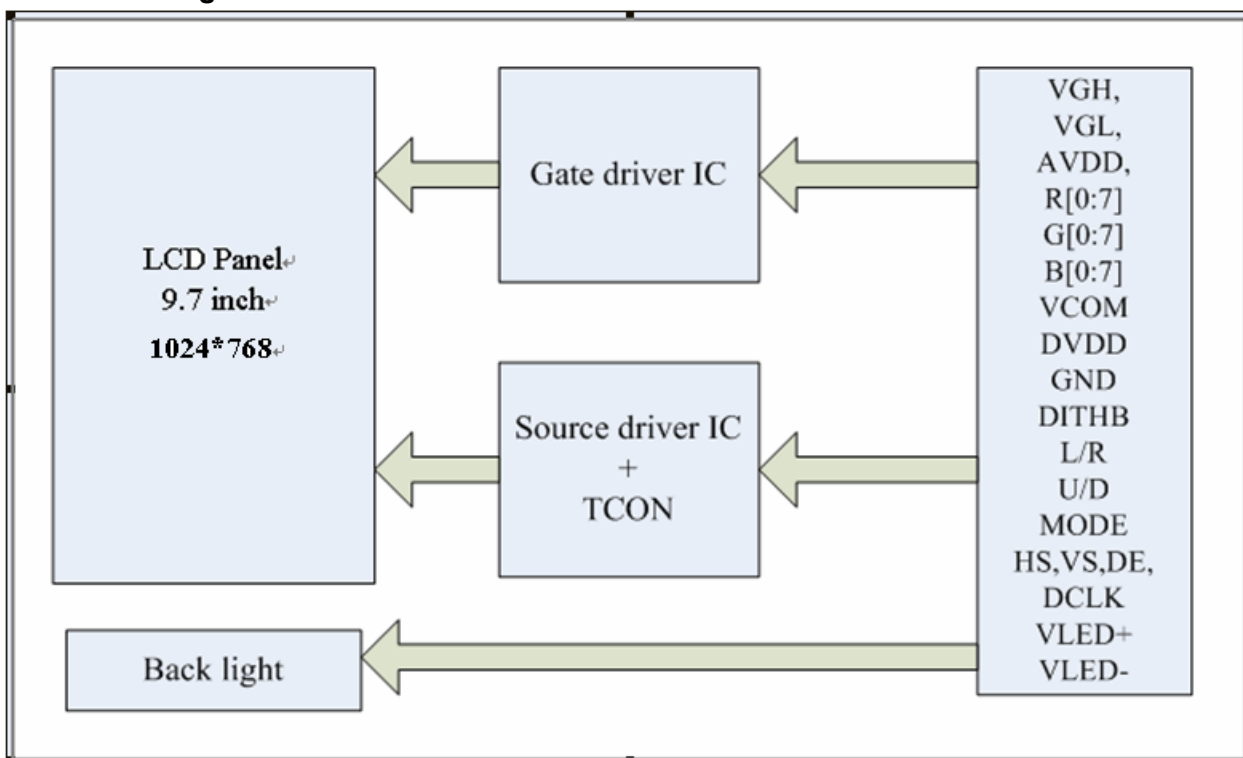 LCD Panel
9.7 inch
1024*768
Gate driver IC
Source driver IC
+
TCON
Back light
VGH,
VGL,
AVDD,
R[0:7]
G[0:7]
B[0:7]
VCOM
DVDD
GND
DITHB
L/R
U/D
MODE
HS,VS,DE,
DCLK
VLED+
VLED-